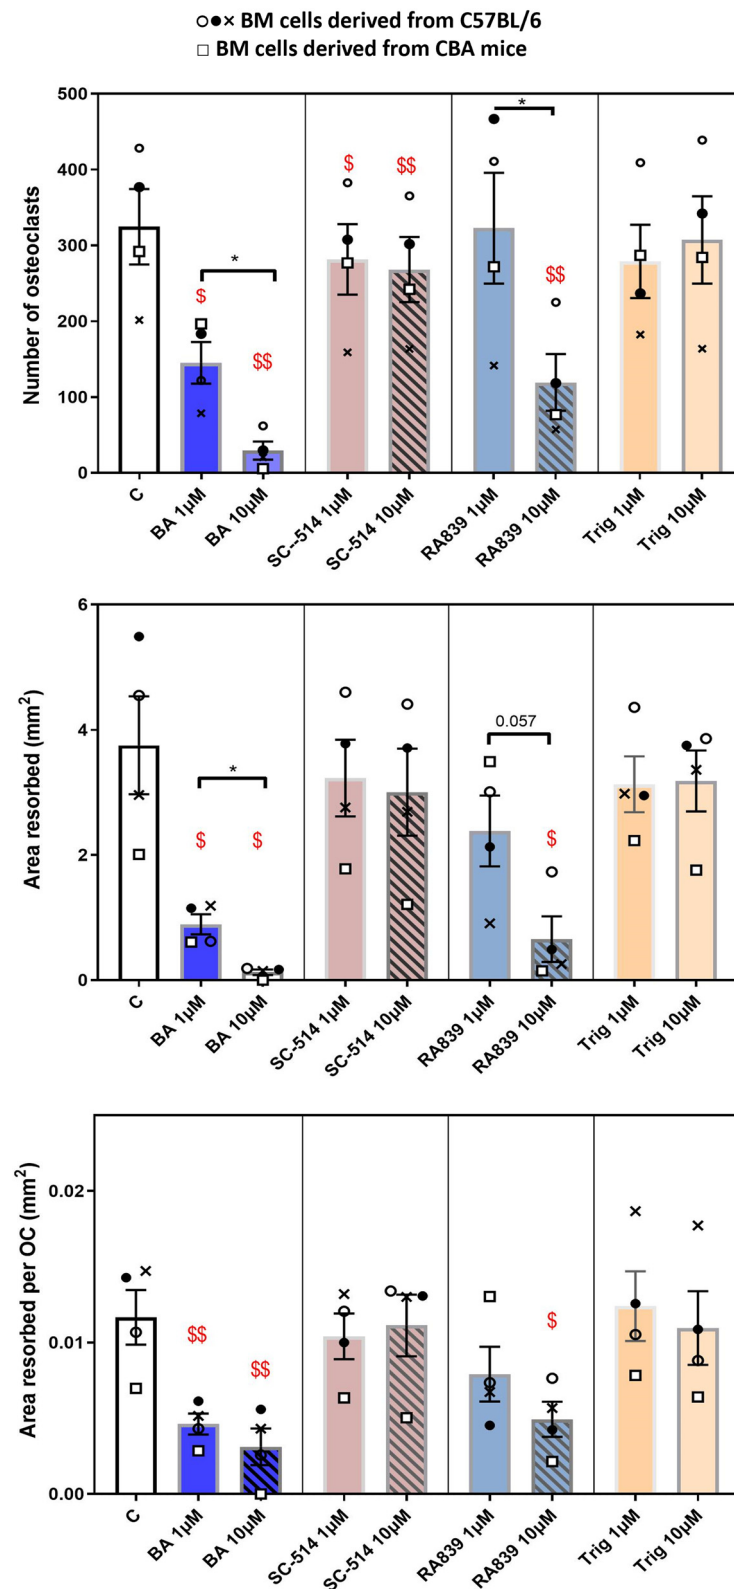 ○●× BM cells derived from C57BL/6
□ BM cells derived from CBA mice
Number of osteoclasts
500
400
300
200
100
0
$
*
$$
$
$$
*
$$
C
BA 1µM
BA 10µM
SC--514 1µM
SC-514 10µM
RA839 1µM
RA839 10µM
Trig 1µM
Trig 10µM
Area resorbed (mm²)
6
4
2
0
$
*
$
0.057
$
C
BA 1µM
BA 10µM
SC-514 1µM
SC-514 10µM
RA839 1µM
RA839 10µM
Trig 1µM
Trig 10µM
Area resorbed per OC (mm²)
0.02
0.01
0.00
$$
$$
$
C
BA 1µM
BA 10µM
SC-514 1µM
SC-514 10µM
RA839 1µM
RA839 10µM
Trig 1µM
Trig 10µM